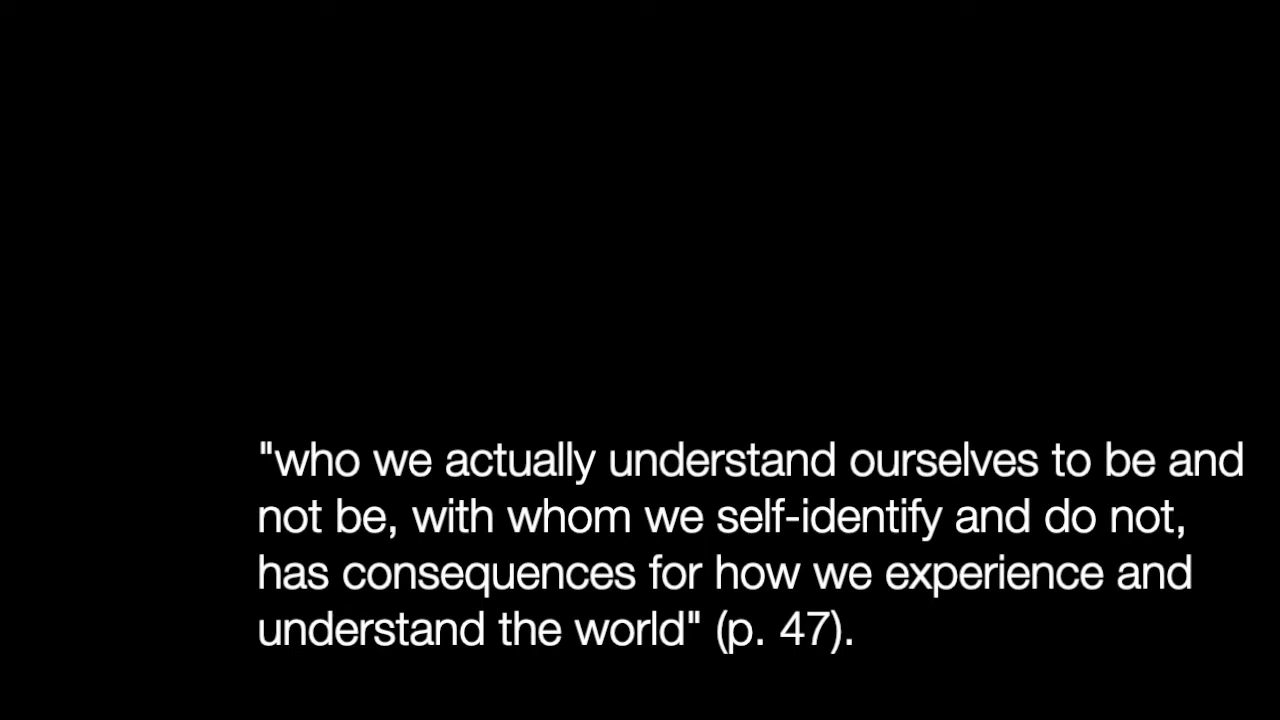 "who we actually understand ourselves to be and
not be, with whom we self-identify and do not,
has consequences for how we experience and
understand the world" (p. 47).